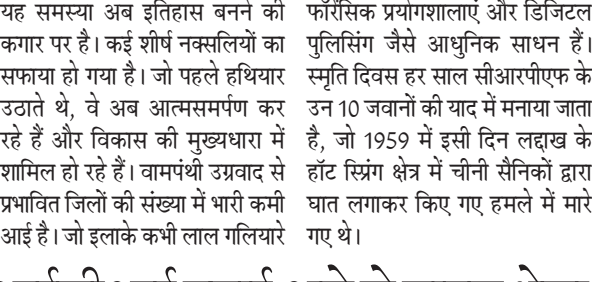 यह समस्या अब इतिहास बनने की
कगार पर है। कई शीर्ष नक्सलियों का
सफाया हो गया है। जो पहले हथियार
उठाते थे, वे अब आत्मसमर्पण कर
रहे हैं और विकास की मुख्यधारा में
शामिल हो रहे हैं। वामपंथी उग्रवाद से
प्रभावित जिलों की संख्या में भारी कमी
आई है। जो इलाके कभी लाल गलियारे
फॉरेंसिक प्रयोगशालाएं और डिजिटल
पुलिसिंग जैसे आधुनिक साधन हैं।
स्मृति दिवस हर साल सीआरपीएफ के
उन 10 जवानों की याद में मनाया जाता
है, जो 1959 में इसी दिन लद्दाख के
हॉट स्प्रिंग क्षेत्र में चीनी सैनिकों द्वारा
घात लगाकर किए गए हमले में मारे
गए थे।